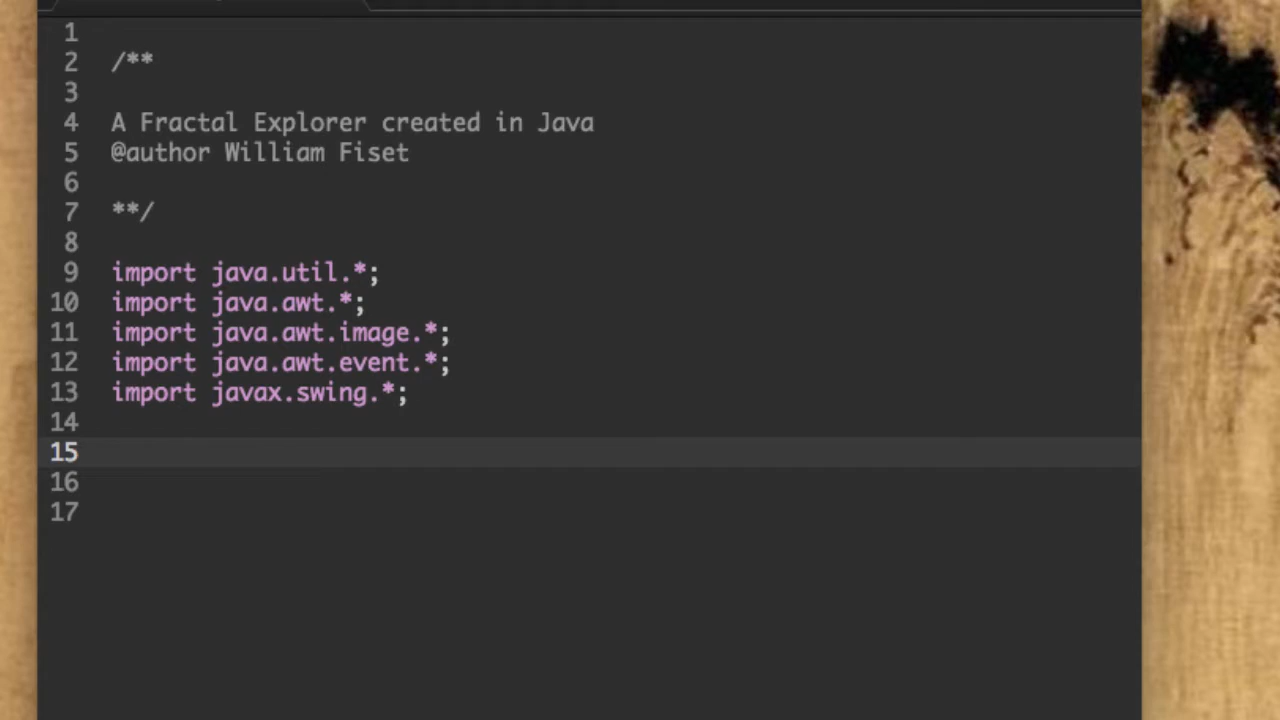 1
2 /**
3
4 A Fractal Explorer created in Java
5 @author William Fiset
6
7 **/
8
9 import java.util.*;
10 import java.awt.*;
11 import java.awt.image.*;
12 import java.awt.event.*;
13 import javax.swing.*;
14
15
16
17